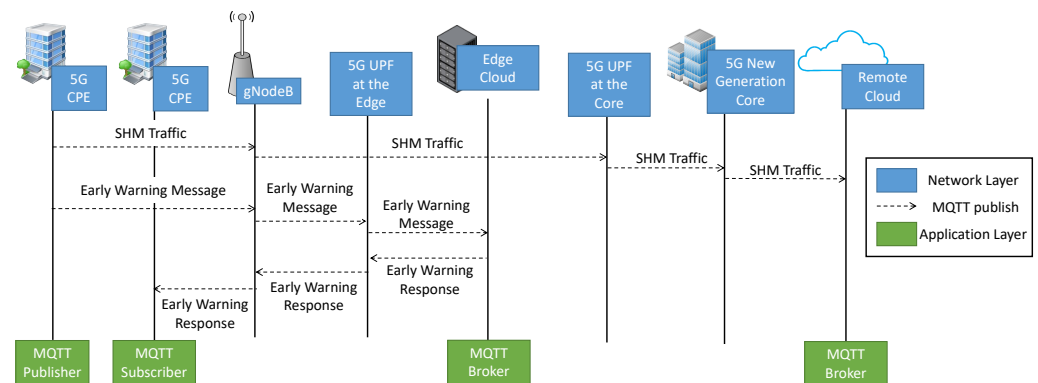 5G
CPE
5G
CPE
gNodeB
5G UPF
at the
Edge
Edge
Cloud
5G UPF
at the
Core
5G New
Generation
Core
Remote
Cloud
SHM Traffic
SHM Traffic
SHM Traffic
SHM Traffic
Early Warning Message
Early Warning
Message
Early Warning
Message
Early Warning
Response
Early Warning
Response
Early Warning
Response
Network Layer
MQTT publish
Application Layer
MQTT
Publisher
MQTT
Subscriber
MQTT
Broker
MQTT
Broker